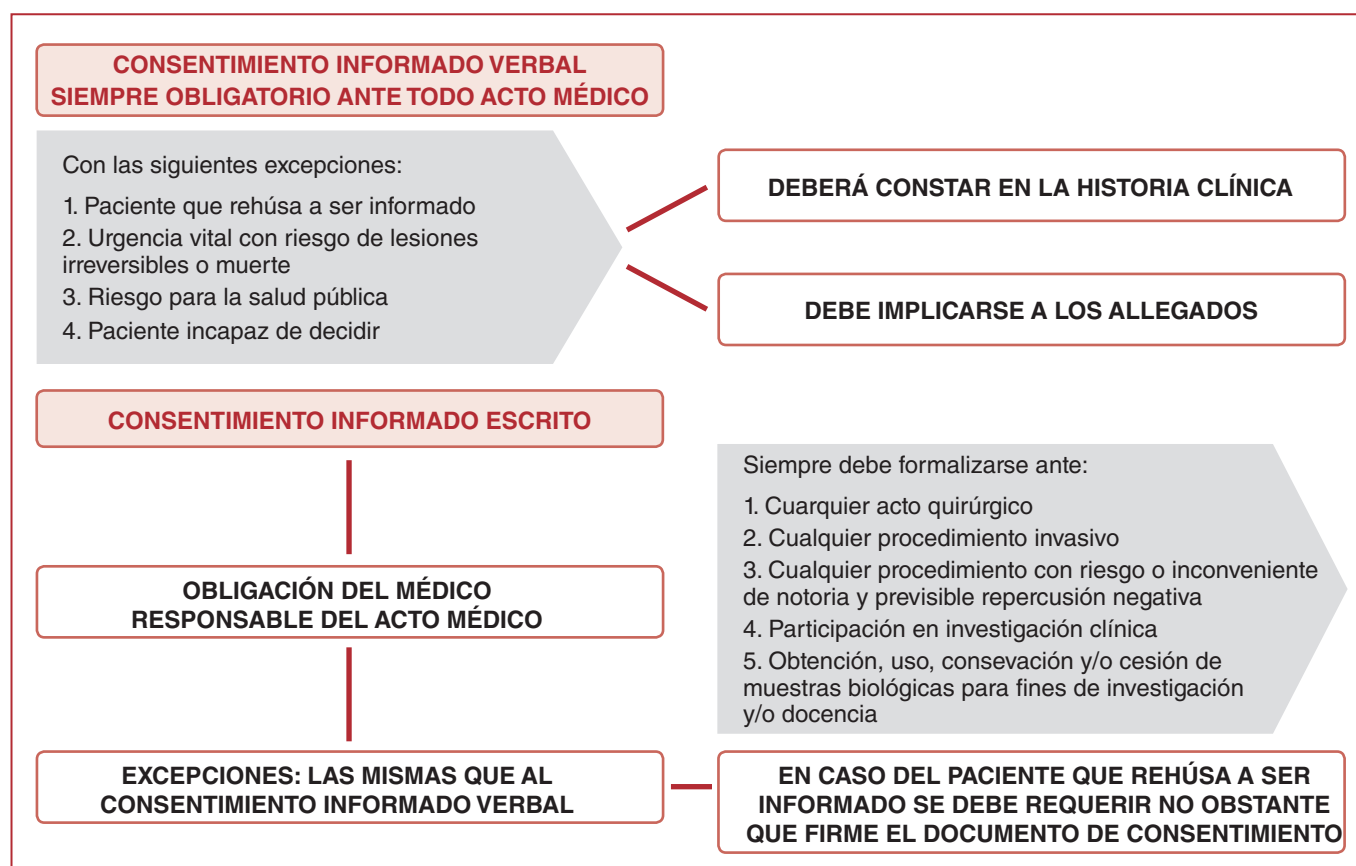 CONSENTIMIENTO INFORMADO VERBAL
SIEMPRE OBLIGATORIO ANTE TODO ACTO MÉDICO
Con las siguientes excepciones:
1. Paciente que rehúsa a ser informado
2. Urgencia vital con riesgo de lesiones
irreversibles o muerte
3. Riesgo para la salud pública
4. Paciente incapaz de decidir
DEBERÁ CONSTAR EN LA HISTORIA CLÍNICA
DEBE IMPLICARSE A LOS ALLEGADOS
CONSENTIMIENTO INFORMADO ESCRITO
Siempre debe formalizarse ante:
1. Cuarquier acto quirúrgico
2. Cualquier procedimiento invasivo
3. Cualquier procedimiento con riesgo o inconveniente
de notoria y previsible repercusión negativa
4. Participación en investigación clínica
5. Obtención, uso, consevación y/o cesión de
muestras biológicas para fines de investigación
y/o docencia
OBLIGACIÓN DEL MÉDICO
RESPONSABLE DEL ACTO MÉDICO
EXCEPCIONES: LAS MISMAS QUE AL
CONSENTIMIENTO INFORMADO VERBAL
EN CASO DEL PACIENTE QUE REHÚSA A SER
INFORMADO SE DEBE REQUERIR NO OBSTANTE
QUE FIRME EL DOCUMENTO DE CONSENTIMIENTO